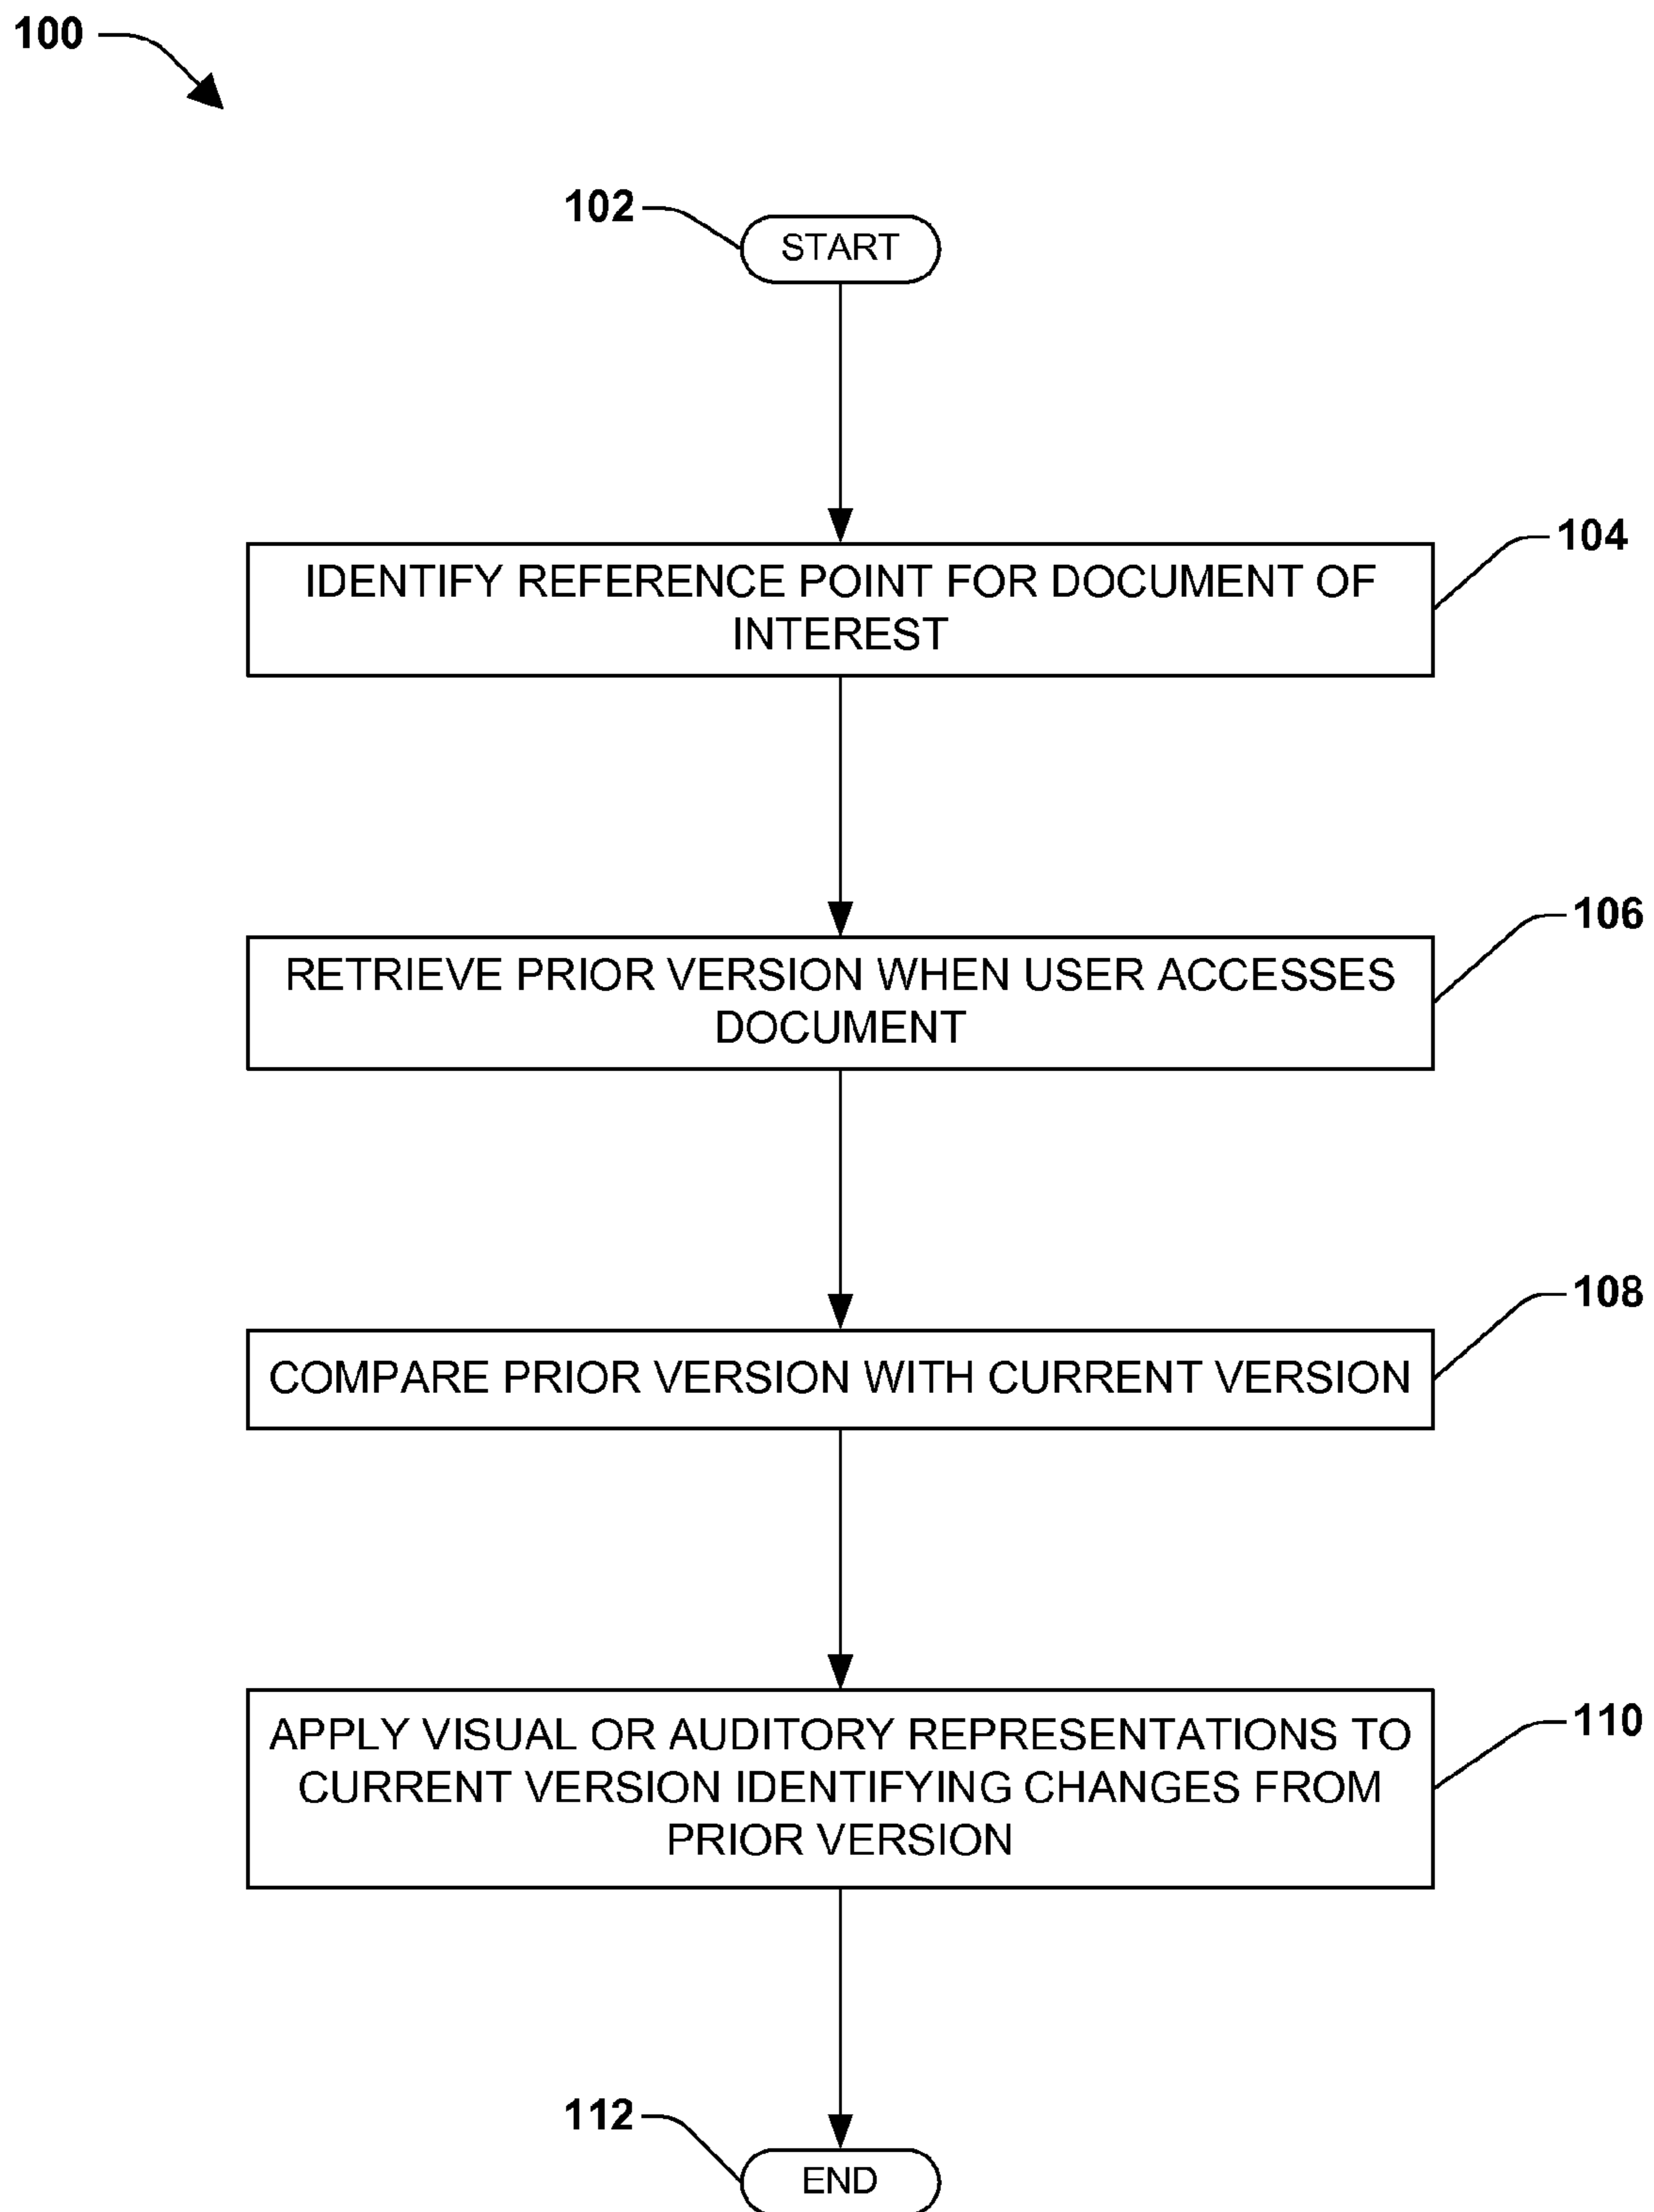 100
102
START
104
IDENTIFY REFERENCE POINT FOR DOCUMENT OF
INTEREST
106
RETRIEVE PRIOR VERSION WHEN USER ACCESSES
DOCUMENT
108
COMPARE PRIOR VERSION WITH CURRENT VERSION
110
APPLY VISUAL OR AUDITORY REPRESENTATIONS TO
CURRENT VERSION IDENTIFYING CHANGES FROM
PRIOR VERSION
112
END